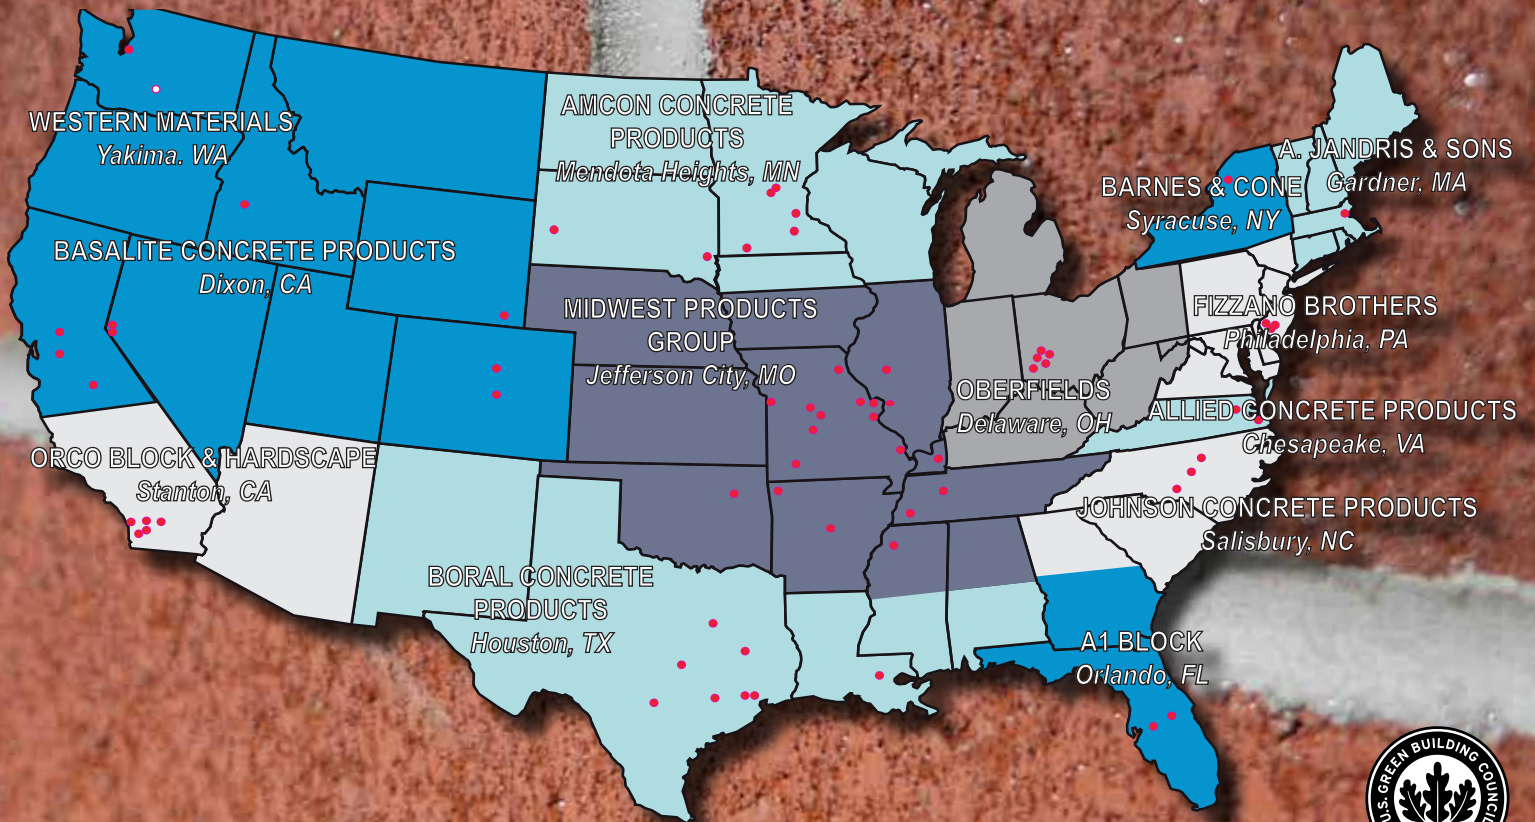 WESTERN MATERIALS
Yakima. WA
BASALITE CONCRETE PRODUCTS
Dixon, CA
ORCO BLOCK & HARDSCAPE
Stanton, CA
AMCON CONCRETE
PRODUCTS
Mendota Heights, MN
MIDWEST PRODUCTS
GROUP
Jefferson City, MO
BORAL CONCRETE
PRODUCTS
Houston, TX
OBERFIELDS
Delaware, OH
A. JANDRIS & SONS
Gardner, MA
BARNES & CONE
Syracuse, NY
FIZZANO BROTHERS
Philadelphia, PA
ALLIED CONCRETE PRODUCTS
Chesapeake, VA
JOHNSON CONCRETE PRODUCTS
Salisbury, NC
A1 BLOCK
Orlando, FL
U.S. GREEN BUILDING COUNCIL